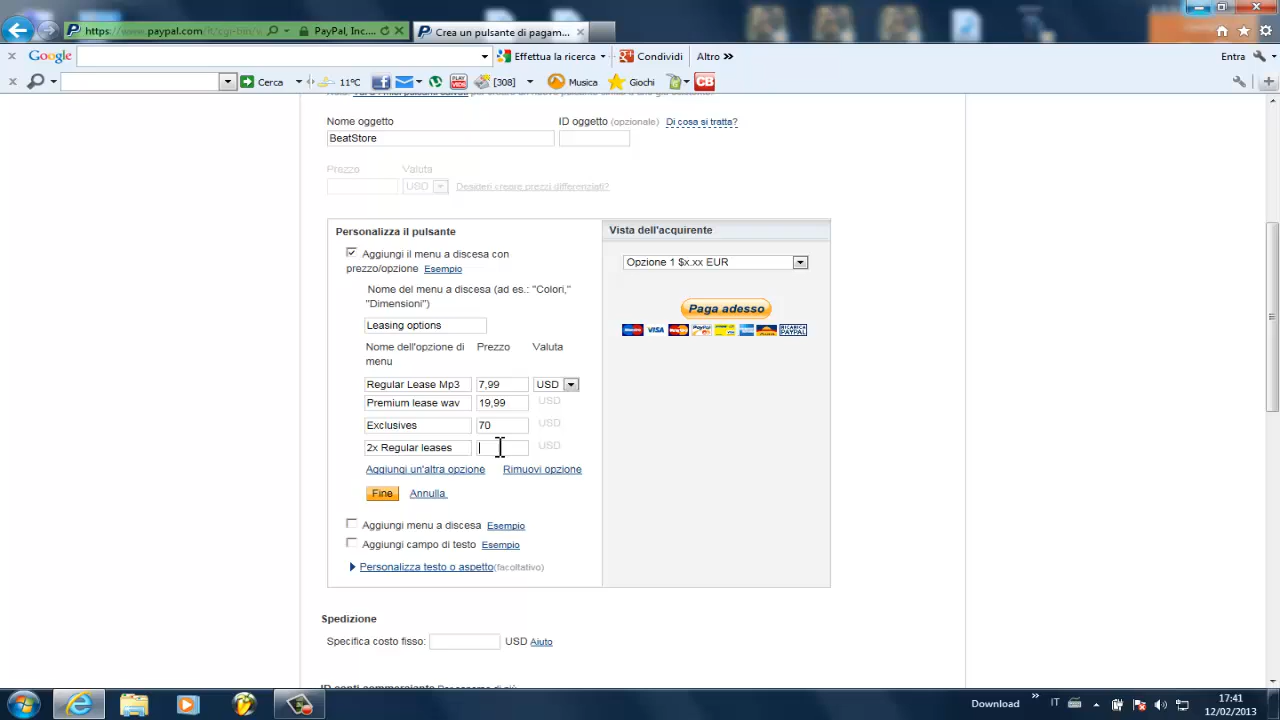 https://www.paypal.com/it/cgi-bin/v
PayPal, Inc....
Crea un pulsante di pagam...
Google
Effettua la ricerca
Condividi
Altro »
Entra
Cerca
11°C
PLAY VIDS
[308]
Musica
Giochi
CB
Nome oggetto
ID oggetto (opzionale)
Di cosa si tratta?
BeatStore
Prezzo
Valuta
USD
Desideri creare prezzi differenziati?
Personalizza il pulsante
Aggiungi il menu a discesa con
prezzo/opzione Esempio
Nome del menu a discesa (ad es.: "Colori,"
"Dimensioni")
Leasing options
Nome dell'opzione di
menu
Prezzo
Valuta
Regular Lease Mp3
7,99
USD
Premium lease wav
19,99
USD
Exclusives
70
USD
2x Regular leases
USD
Aggiungi un'altra opzione
Rimuovi opzione
Fine
Annulla
Aggiungi menu a discesa Esempio
Aggiungi campo di testo Esempio
Personalizza testo o aspetto(facoltativo)
Vista dell'acquirente
Opzione 1 $x.xx EUR
Paga adesso
VISA
PayPal
RICARICA
PAYPAL
Spedizione
Specifica costo fisso:
USD Aiuto
Download
»
IT
17:41
12/02/2013